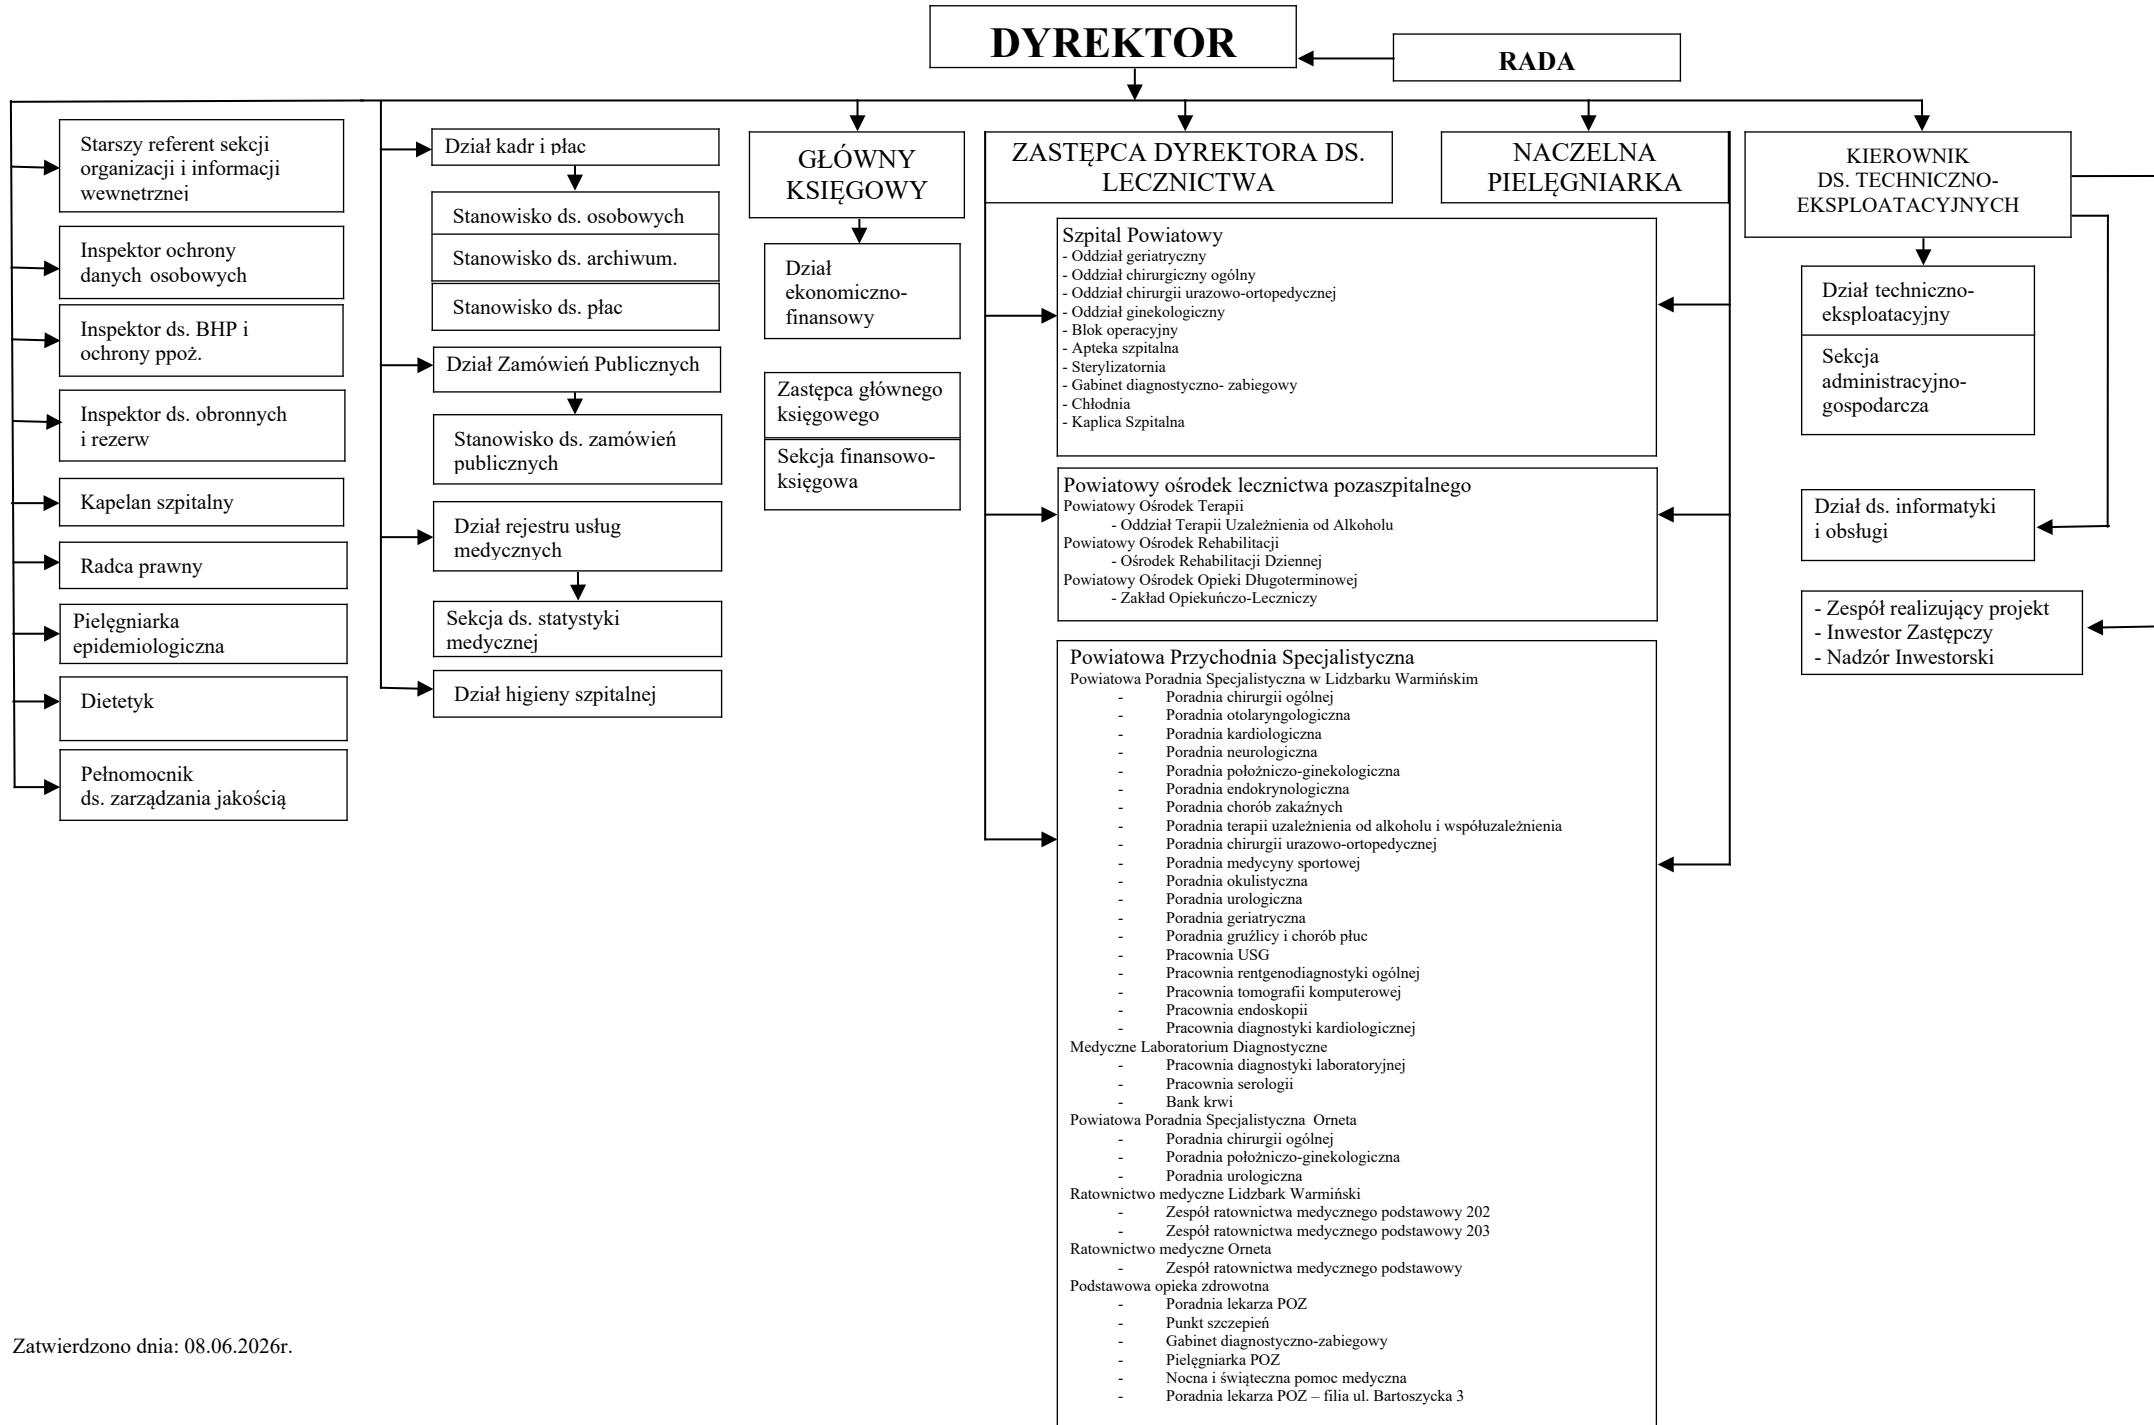 DYREKTOR
RADA
Starszy referent sekcji
organizacji i informacji
wewnętrznej
Inspektor ochrony
danych osobowych
Inspektor ds. BHP i
ochrony ppoż.
Inspektor ds. obronnych
i rezerw
Kapelan szpitalny
Radca prawny
Pielęgniarka
epidemiologiczna
Dietetyk
Pełnomocnik
ds. zarządzania jakością
Dział kadr i płac
Stanowisko ds. osobowych
Stanowisko ds. archiwum.
Stanowisko ds. płac
Dział Zamówień Publicznych
Stanowisko ds. zamówień
publicznych
Dział rejestru usług
medycznych
Sekcja ds. statystyki
medycznej
Dział higieny szpitalnej
GŁÓWNY
KSIĘGOWY
Dział
ekonomiczno-
finansowy
Zastępca głównego
księgowego
Sekcja finansowo-
księgowa
ZASTĘPCA DYREKTORA DS.
LECZNICTWA
NACZELNA
PIELĘGNIARKA
Szpital Powiatowy
- Oddział geriatryczny
- Oddział chirurgiczny ogólny
- Oddział chirurgii urazowo-ortopedycznej
- Oddział ginekologiczny
- Blok operacyjny
- Apteka szpitalna
- Sterylizatornia
- Gabinet diagnostyczno- zabiegowy
- Chłodnia
- Kaplica Szpitalna
Powiatowy ośrodek lecznictwa pozaszpitalnego
Powiatowy Ośrodek Terapii
- Oddział Terapii Uzależnienia od Alkoholu
Powiatowy Ośrodek Rehabilitacji
- Ośrodek Rehabilitacji Dziennej
Powiatowy Ośrodek Opieki Długoterminowej
- Zakład Opiekuńczo-Leczniczy
Powiatowa Przychodnia Specjalistyczna
Powiatowa Poradnia Specjalistyczna w Lidzbarku Warmińskim
- Poradnia chirurgii ogólnej
- Poradnia otolaryngologiczna
- Poradnia kardiologiczna
- Poradnia neurologiczna
- Poradnia położniczo-ginekologiczna
- Poradnia endokrynologiczna
- Poradnia chorób zakaźnych
- Poradnia terapii uzależnienia od alkoholu i współuzależnienia
- Poradnia chirurgii urazowo-ortopedycznej
- Poradnia medycyny sportowej
- Poradnia okulistyczna
- Poradnia urologiczna
- Poradnia geriatryczna
- Poradnia gruźlicy i chorób płuc
- Pracownia USG
- Pracownia rentgenodiagnostyki ogólnej
- Pracownia tomografii komputerowej
- Pracownia endoskopii
- Pracownia diagnostyki kardiologicznej
Medyczne Laboratorium Diagnostyczne
- Pracownia diagnostyki laboratoryjnej
- Pracownia serologii
- Bank krwi
Powiatowa Poradnia Specjalistyczna Orneta
- Poradnia chirurgii ogólnej
- Poradnia położniczo-ginekologiczna
- Poradnia urologiczna
Ratownictwo medyczne Lidzbark Warmiński
- Zespół ratownictwa medycznego podstawowy 202
- Zespół ratownictwa medycznego podstawowy 203
Ratownictwo medyczne Orneta
- Zespół ratownictwa medycznego podstawowy
Podstawowa opieka zdrowotna
- Poradnia lekarza POZ
- Punkt szczepień
- Gabinet diagnostyczno-zabiegowy
- Pielęgniarka POZ
- Nocna i świąteczna pomoc medyczna
- Poradnia lekarza POZ – filia ul. Bartoszycka 3
KIEROWNIK
DS. TECHNICZNO-
EKSPLOATACYJNYCH
Dział techniczno-
eksploatacyjny
Sekcja
administracyjno-
gospodarcza
Dział ds. informatyki
i obsługi
- Zespół realizujący projekt
- Inwestor Zastępczy
- Nadzór Inwestorski
Zatwierdzono dnia: 08.06.2026r.